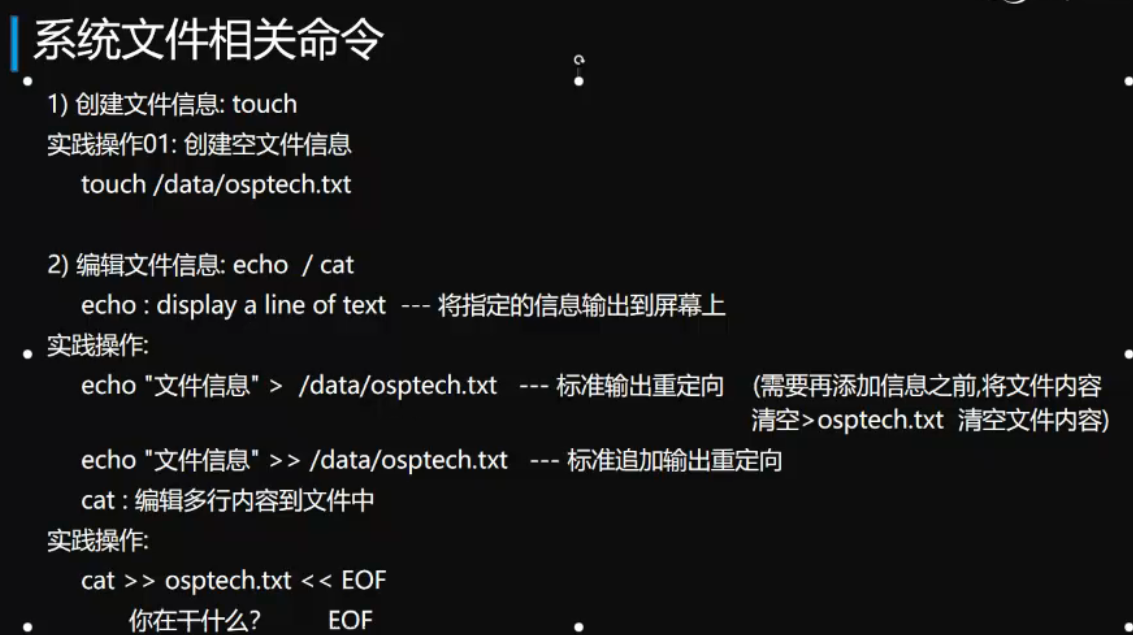 系统文件相关命令
1) 创建文件信息: touch
实践操作01: 创建空文件信息
touch /data/osptech.txt
2) 编辑文件信息: echo / cat
echo : display a line of text --- 将指定的信息输出到屏幕上
实践操作:
echo "文件信息" > /data/osptech.txt --- 标准输出重定向 (需要再添加信息之前,将文件内容
清空>osptech.txt 清空文件内容)
echo "文件信息" >> /data/osptech.txt --- 标准追加输出重定向
cat : 编辑多行内容到文件中
实践操作:
cat >> osptech.txt << EOF
你在干什么? EOF